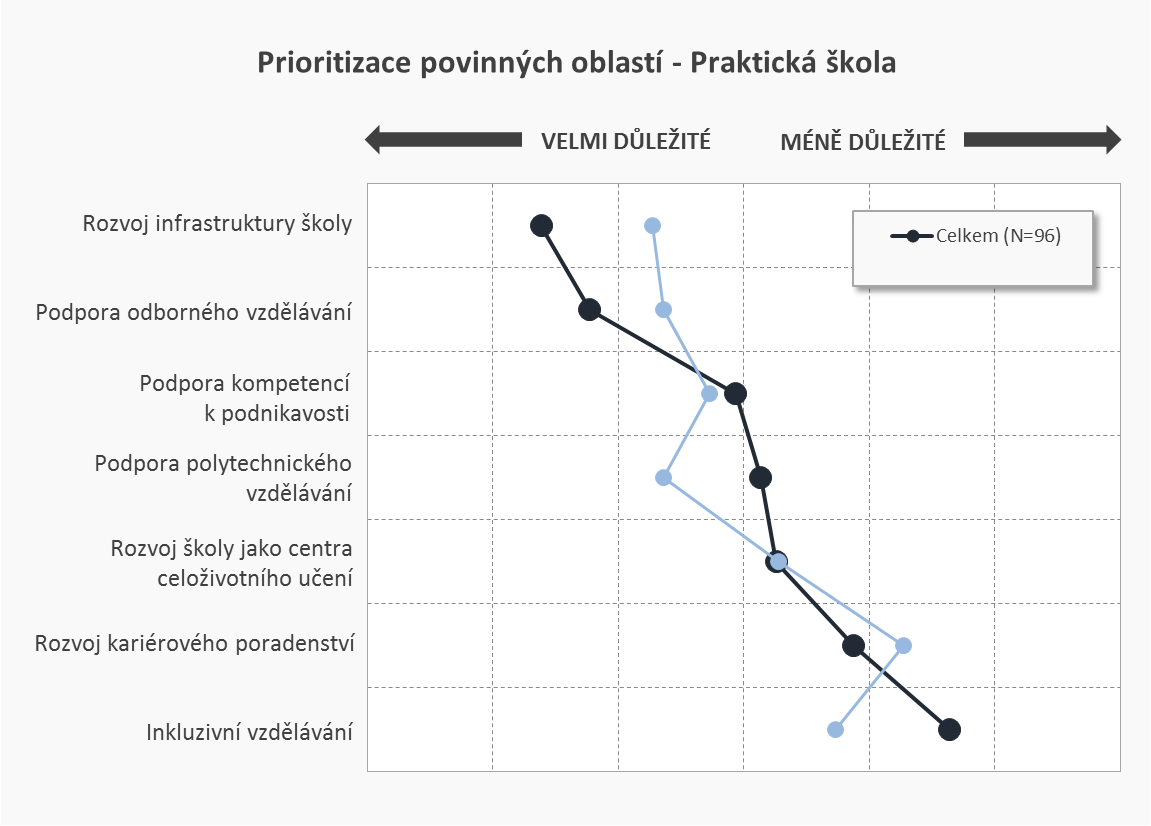 Prioritizace povinných oblastí - Praktická škola
VELMI DŮLEŽITÉ
MÉNĚ DŮLEŽITÉ
Rozvoj infrastruktury školy
Celkem (N=96)
Podpora odborného vzdělávání
Podpora kompetencí
k podnikavosti
Podpora polytechnického
vzdělávání
Rozvoj školy jako centra
celoživotního učení
Rozvoj kariérového poradenství
Inkluzivní vzdělávání